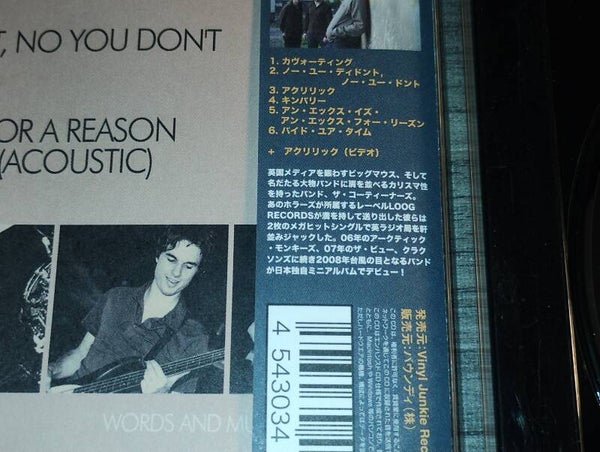 , NO YOU DON'T
OR A REASON
(ACOUSTIC)
WORDS AND MU
1. カヴォーティング
2. ノー・ユー・ディドント,
ノー・ユー・ドント
3. アクリリック
4. キンバリー
5. アン・エックス・イズ・
アン・エックス・フォー・リーズン
6. バイド・ユア・タイム
+ アクリリック(ビデオ)
英国メディアを賑わすビッグマウス、そして
名だたる大物バンドに肩を並べるカリスマ性
を持ったバンド、ザ・コーティナーズ。
あのホラーズが所属するレーベルLOOG
RECORDSが満を持して送り出した彼らは
2枚のメガヒットシングルで英ラジオ局を軒
並みジャックした。06年のアークティック
・モンキーズ、07年のザ・ビュー、クラク
ソンズに続き2008年台風の目となるバンド
が日本独自ミニアルバムでデビュー!
4 543034
発売元:Vinyl Junkie Rec
販売元:バウンディ(株)